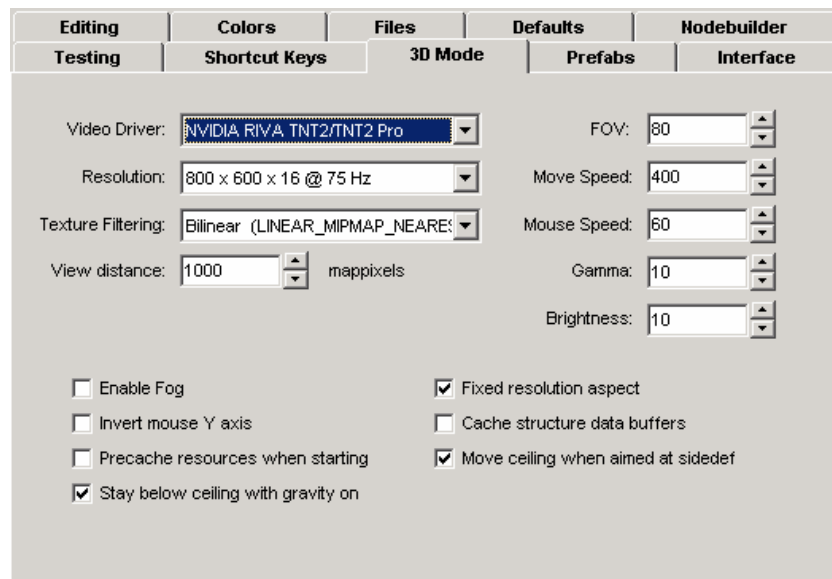 Editing Colors Files Defaults Nodebuilder
Testing Shortcut Keys 3D Mode Prefabs Interface
Video Driver: NVIDIA RIVA TNT2/TNT2 Pro FOV: 80
Resolution: 800 x 600 x 16 @ 75 Hz Move Speed: 400
Texture Filtering: Bilinear (LINEAR_MIPMAP_NEARES Mouse Speed: 60
View distance: 1000 mappixels Gamma: 10
Brightness: 10
Enable Fog Fixed resolution aspect
Invert mouse Y axis Cache structure data buffers
Precache resources when starting Move ceiling when aimed at sidedef
Stay below ceiling with gravity on